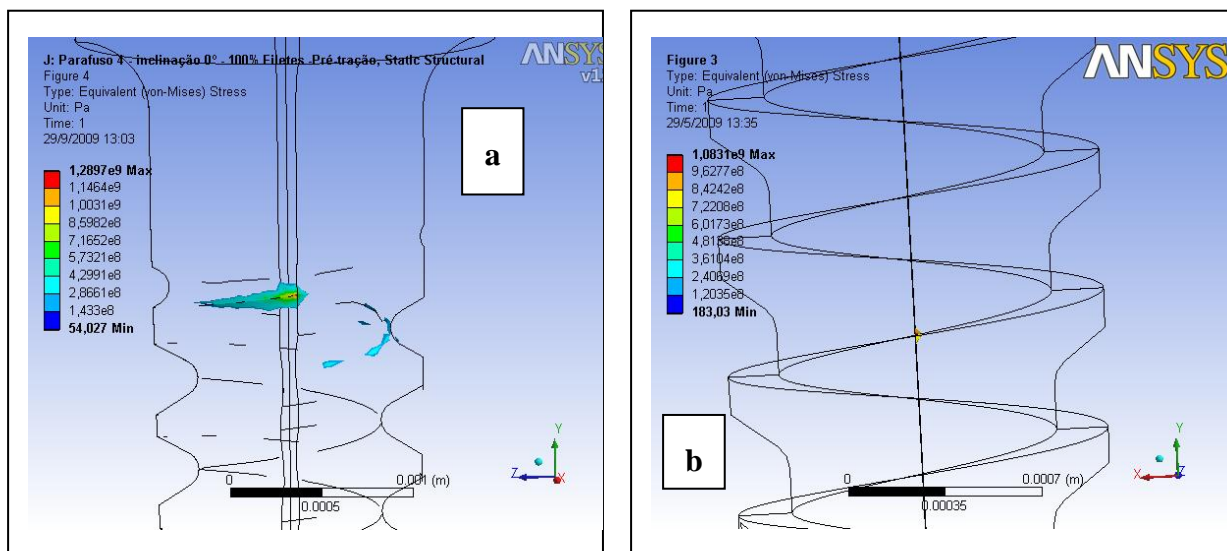 J: Parafuso 4 - Inclinação 0° - 100% Filetes -Pré-tração, Static Structural
Figure 4
Type: Equivalent (von-Mises) Stress
Unit: Pa
Time: 1
29/9/2009 13:03
1,2897e9 Max
1,1464e9
1,0031e9
8,5982e8
7,1652e8
5,7321e8
4,2991e8
2,8661e8
1,433e8
54,027 Min
ANSYS
a
Y
Z
X
0
0.001 (m)
0.0005
Figure 3
Type: Equivalent (von-Mises) Stress
Unit: Pa
Time: 1
29/5/2009 13:35
1,0831e9 Max
9,6277e8
8,4242e8
7,2208e8
6,0173e8
3,6104e8
2,4069e8
1,2035e8
183,03 Min
ANSYS
b
Y
X
Z
0
0.0007 (m)
0.00035